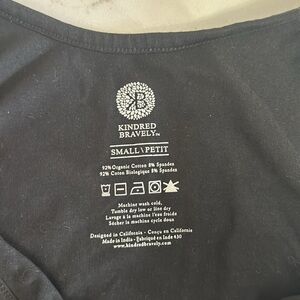 KINDRED
BRAVELY™
SMALL\PETIT
92% Organic Cotton 8% Spandex
92% Coton Biologique 8% Spandex
Machine wash cold,
Tumble dry low or line dry
Lavage à la machine l'eau froide
Sécher la machine cycle doux
Designed in California - Conçu en California
Made in India - Fabriqué en Inde 430
www.kindredbravely.com